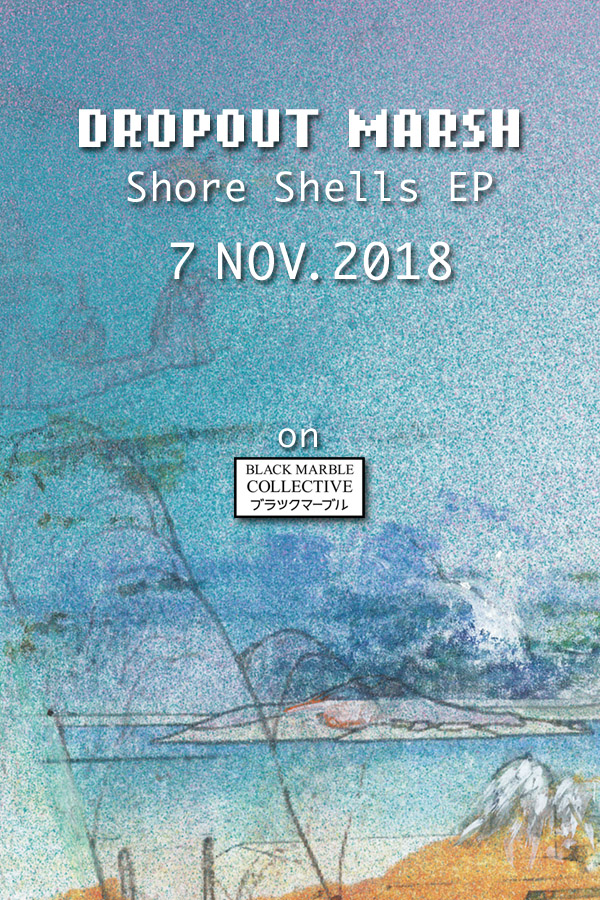 DROPOUT MARSH
Shore Shells EP
7 NOV.2018
on
BLACK MARBLE
COLLECTIVE
ブラックマーブル